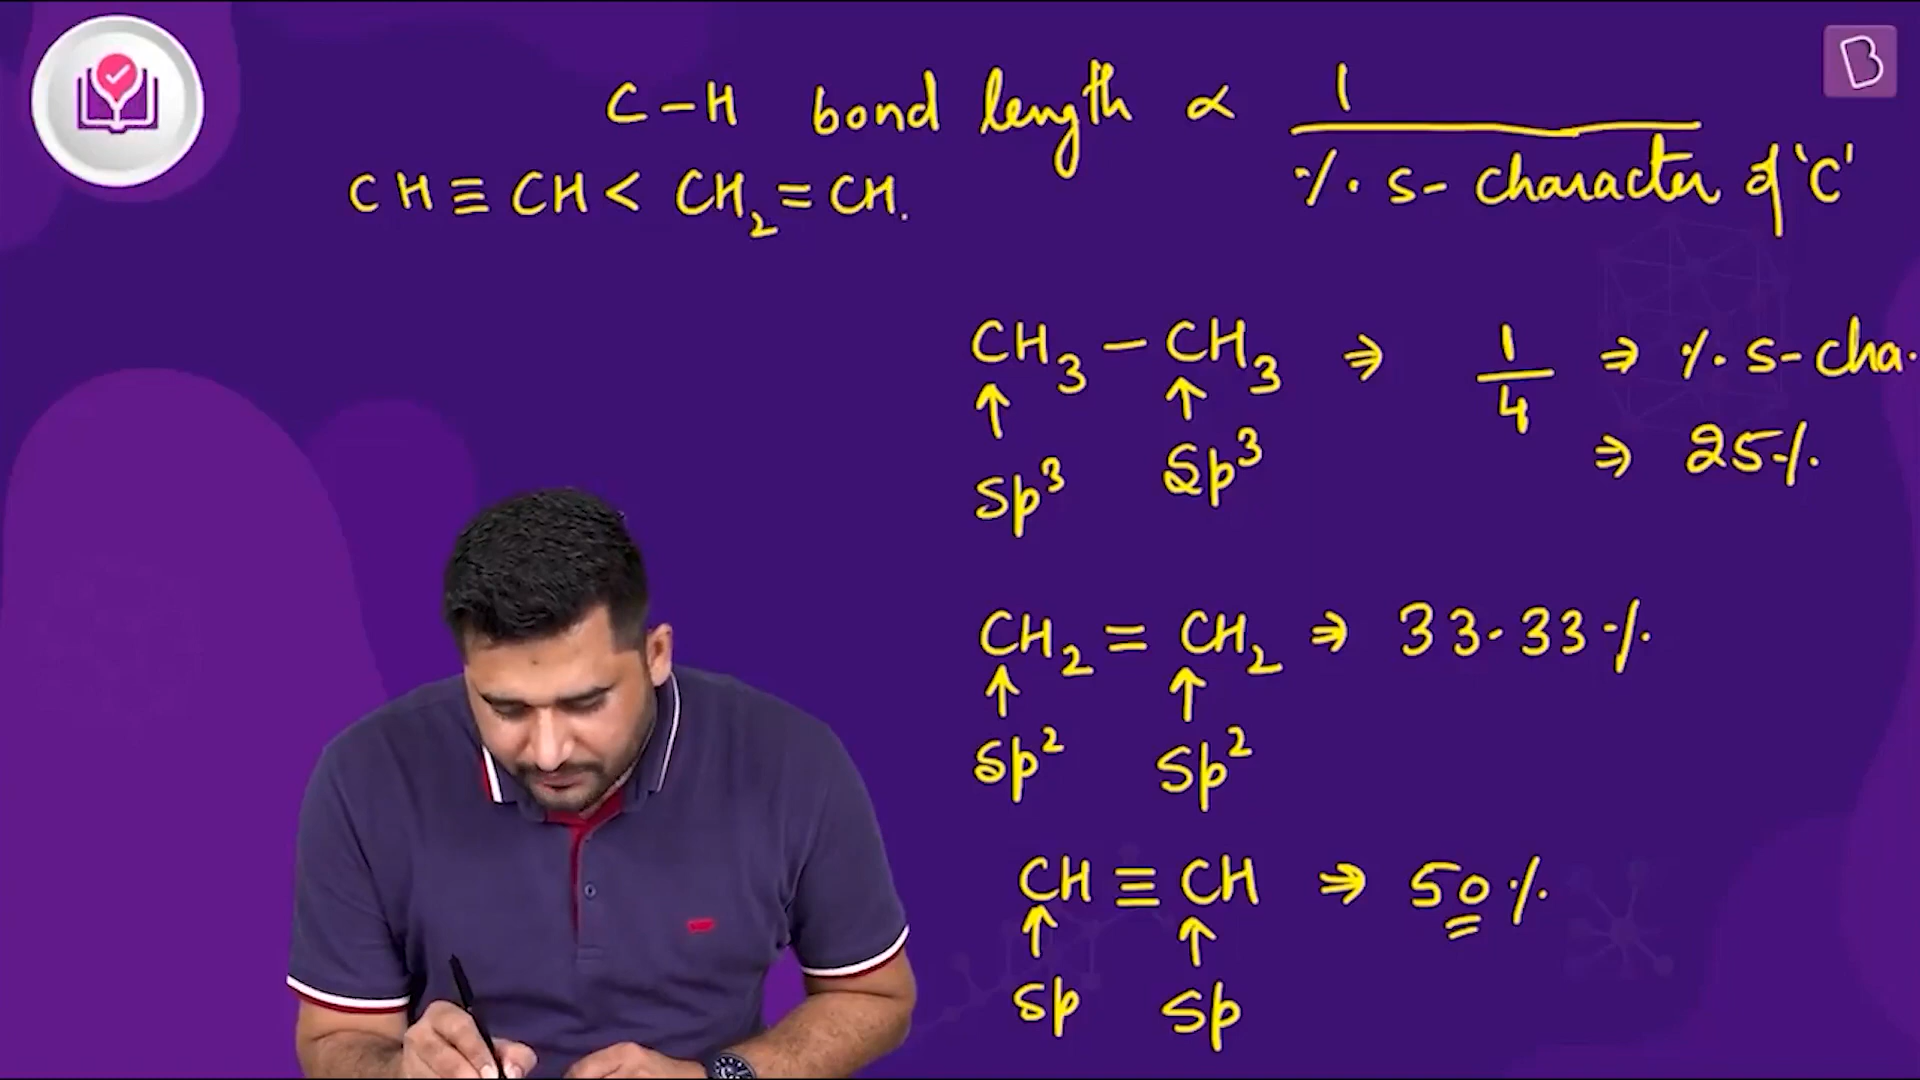 C-H bond length ∝ 1 / % s-character of 'C'
CH≡CH < CH₂=CH.
CH₃-CH₃ ⇒ 1/4 ⇒ % s-cha.
⇒ 25%
Sp³ Sp³
CH₂=CH₂ ⇒ 33.33%
Sp² Sp²
CH≡CH ⇒ 50%
Sp Sp
B